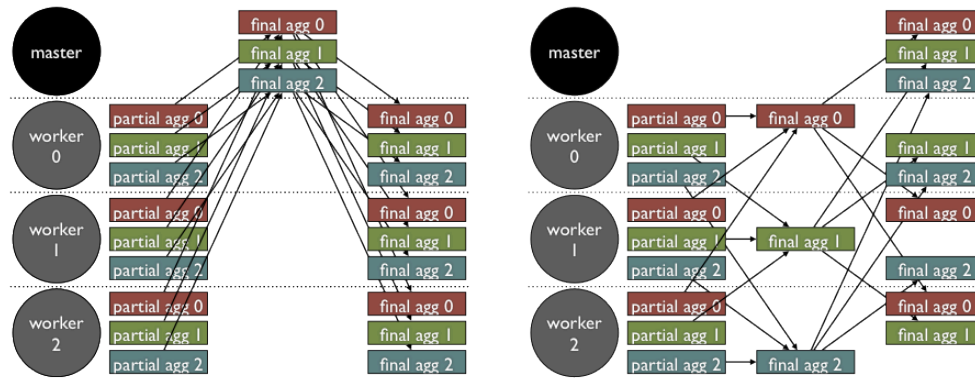 final agg 0
master
final agg 1
final agg 2
partial agg 0
final agg 0
worker
0
partial agg 1
final agg 1
partial agg 2
final agg 2
partial agg 0
final agg 0
worker
1
partial agg 1
final agg 1
partial agg 2
final agg 2
partial agg 0
final agg 0
worker
2
partial agg 1
final agg 1
partial agg 2
final agg 2
final agg 0
master
final agg 1
final agg 2
partial agg 0
final agg 0
worker
0
partial agg 1
final agg 1
partial agg 2
final agg 2
partial agg 0
final agg 0
worker
1
partial agg 1
final agg 1
partial agg 2
final agg 2
partial agg 0
final agg 0
worker
2
partial agg 1
final agg 1
partial agg 2
final agg 2